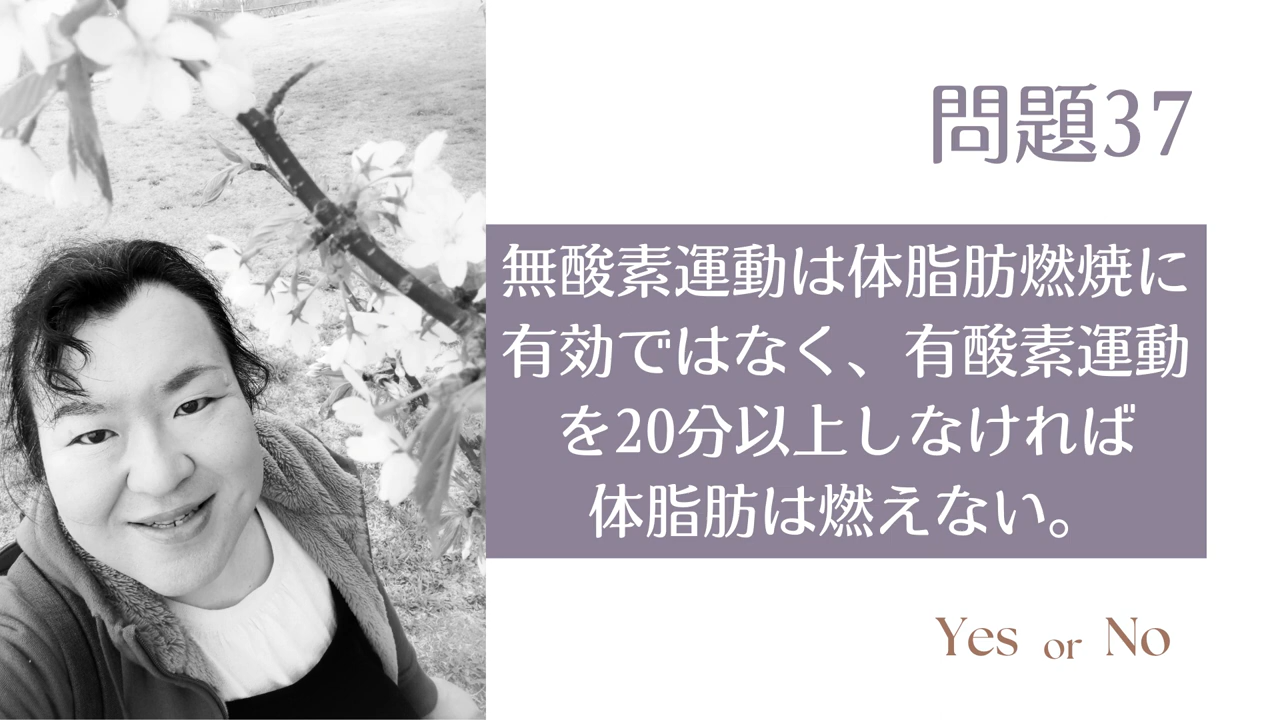 問題37
無酸素運動は体脂肪燃焼に
有効ではなく、有酸素運動
を20分以上しなければ
体脂肪は燃えない。
Yes or No